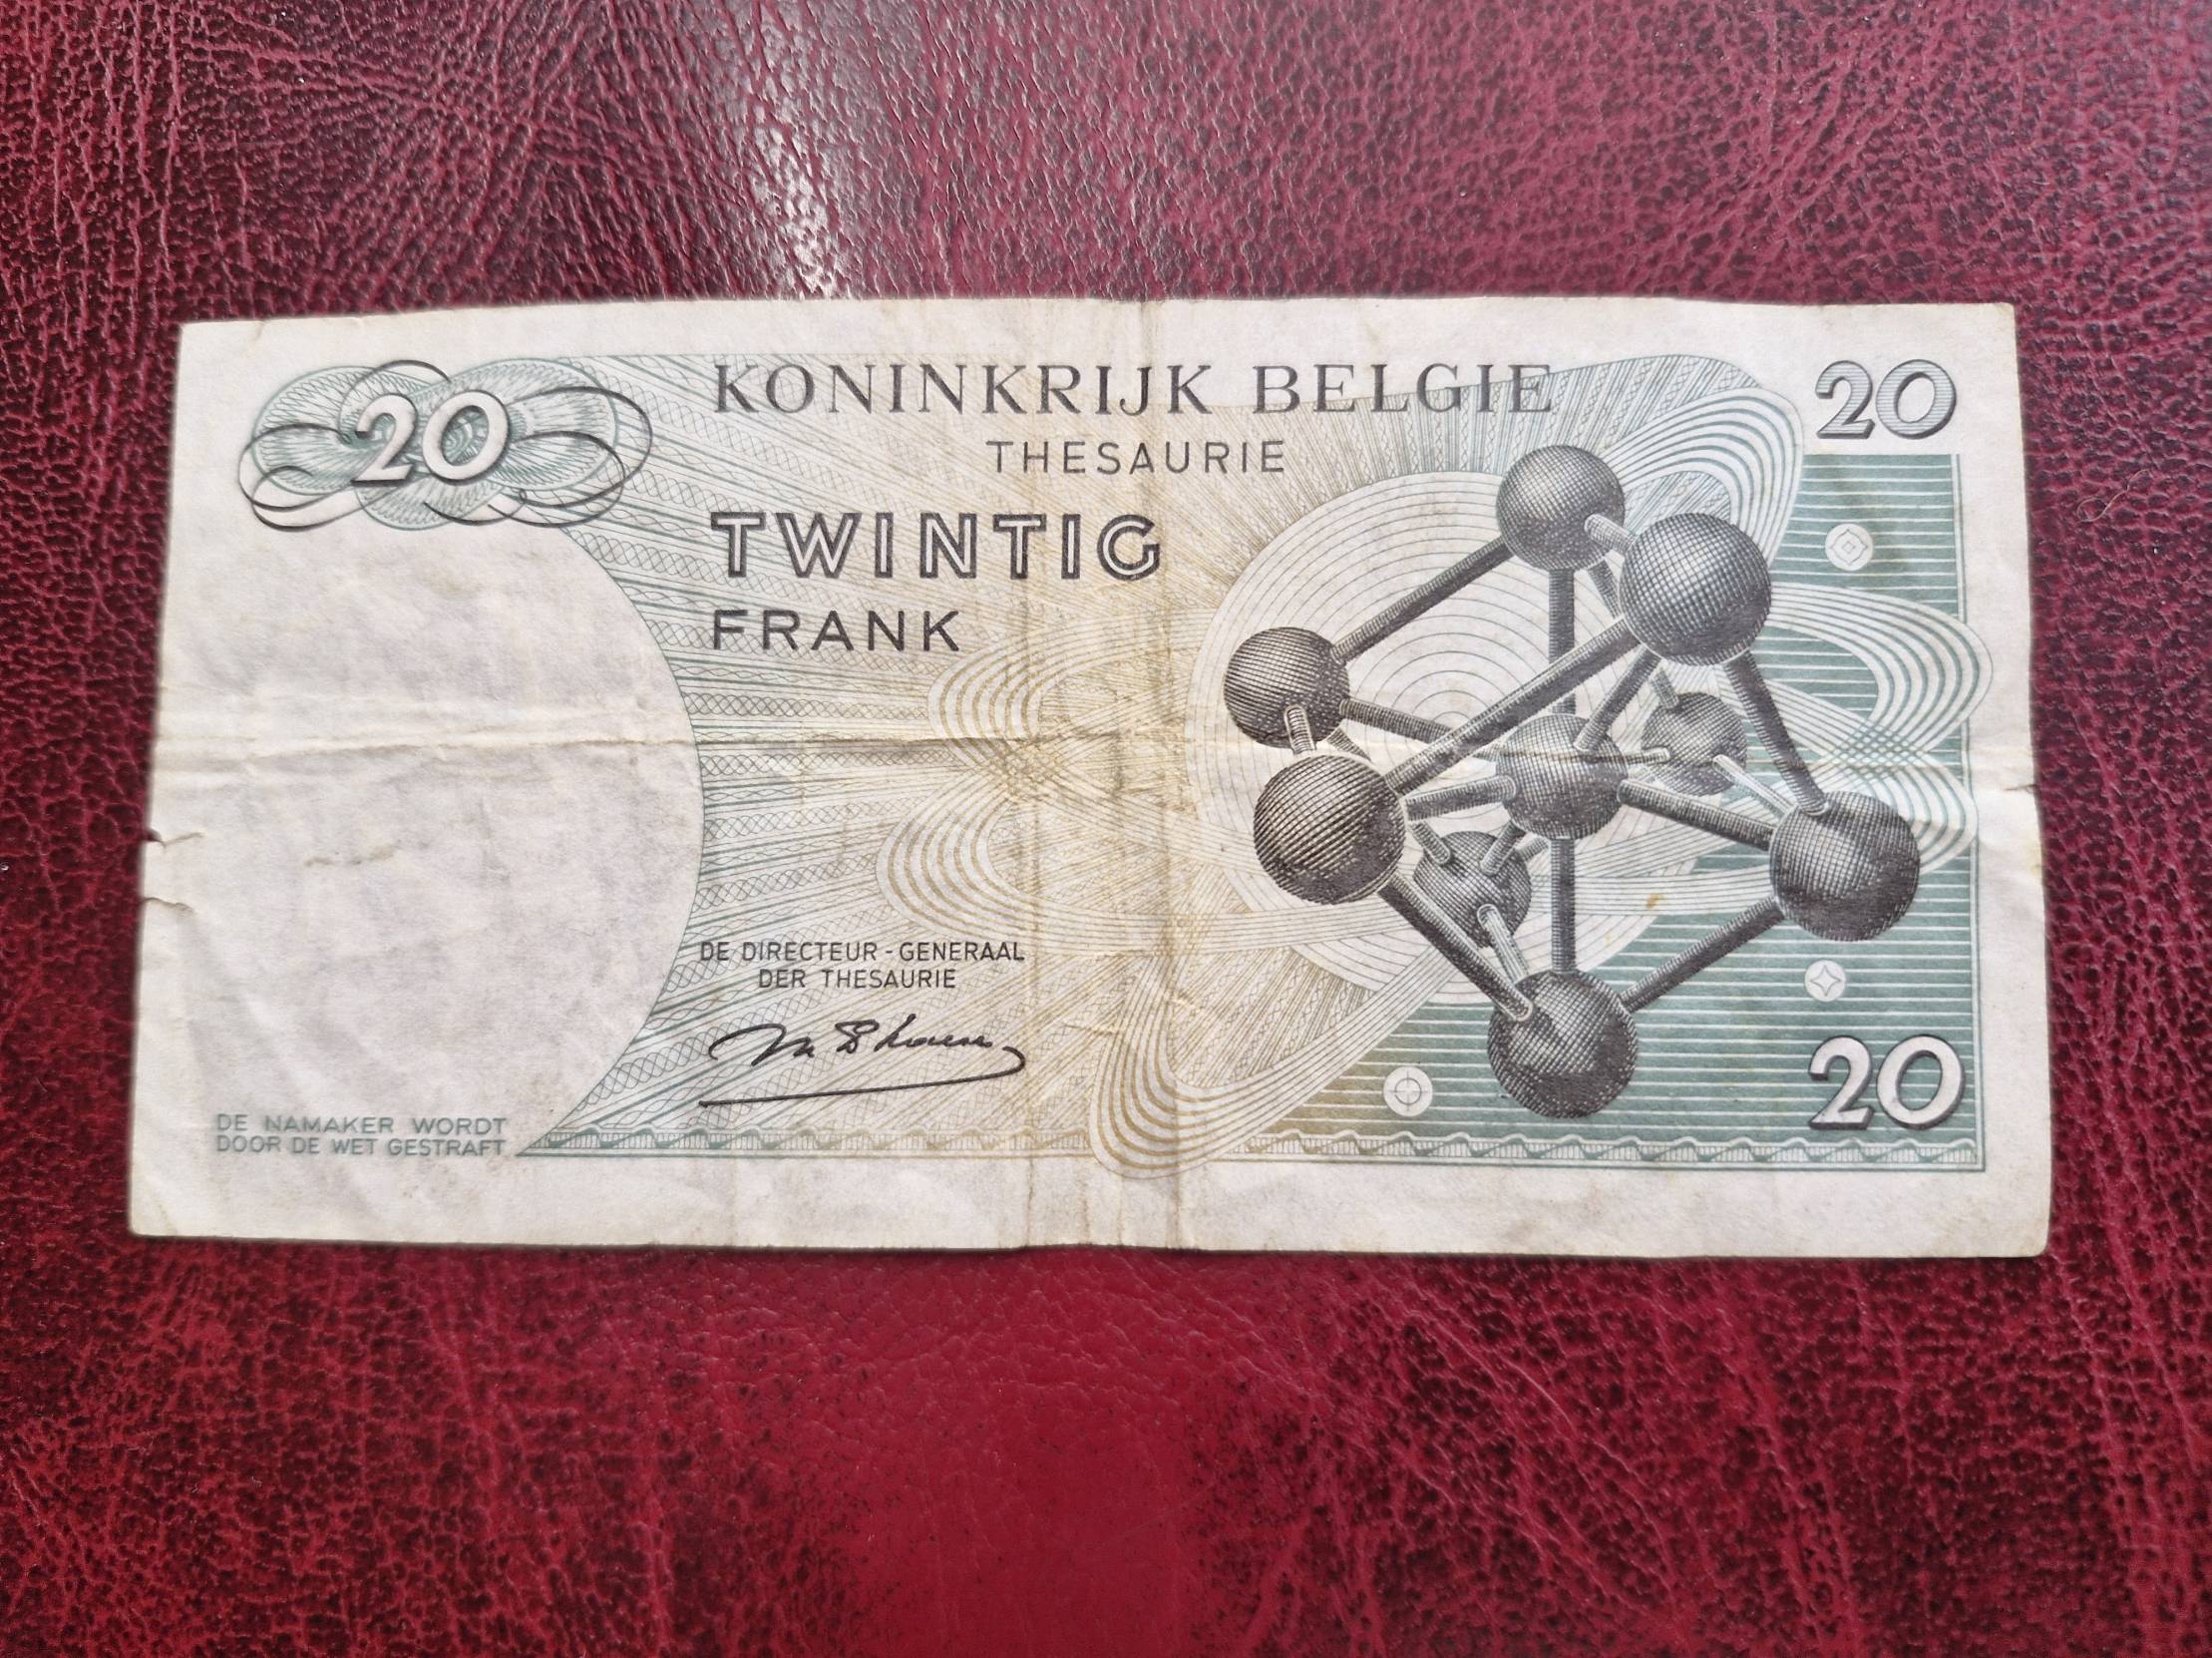 20
KONINKRIJK BELGIE
20
THESAURIE
TWINTIG
FRANK
DE DIRECTEUR-GENERAAL
DER THESAURIE
20
DE NAMAKER WORDT
DOOR DE WET GESTRAFT